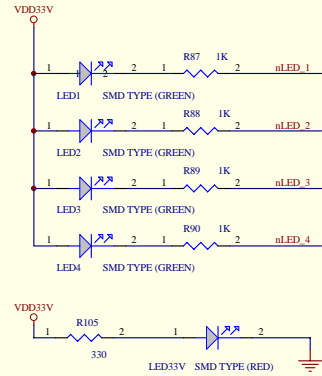 VDD33V
R87 1K
1 1 2 2 1 2 nLED_1
LED1 SMD TYPE (GREEN)
R88 1K
1 2 1 2 nLED_2
LED2 SMD TYPE (GREEN)
R89 1K
1 2 1 2 nLED_3
LED3 SMD TYPE (GREEN)
R90 1K
1 2 1 2 nLED_4
LED4 SMD TYPE (GREEN)
VDD33V
R105
1 2 1 2
330
LED33V SMD TYPE (RED)